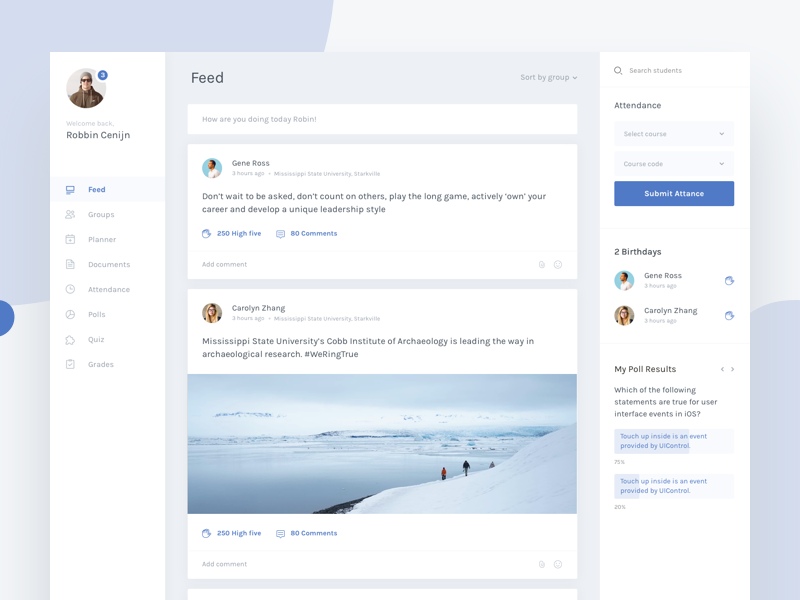 3
Welcome back,
Robbin Cenijn
Feed
Groups
Planner
Documents
Attendance
Polls
Quiz
Grades
Feed
Sort by group
How are you doing today Robin!
Gene Ross
3 hours ago • Mississippi State University, Starkville
Don’t wait to be asked, don’t count on others, play the long game, actively ‘own’ your
career and develop a unique leadership style
250 High five
80 Comments
Add comment
Carolyn Zhang
3 hours ago • Mississippi State University, Starkville
Mississippi State University’s Cobb Institute of Archaeology is leading the way in
archaeological research. #WeRingTrue
250 High five
80 Comments
Add comment
Search students
Attendance
Select course
Course code
Submit Attance
2 Birthdays
Gene Ross
3 hours ago
Carolyn Zhang
3 hours ago
My Poll Results
Which of the following
statements are true for user
interface events in iOS?
Touch up inside is an event
provided by UIControl.
75%
Touch up inside is an event
provided by UIControl.
20%